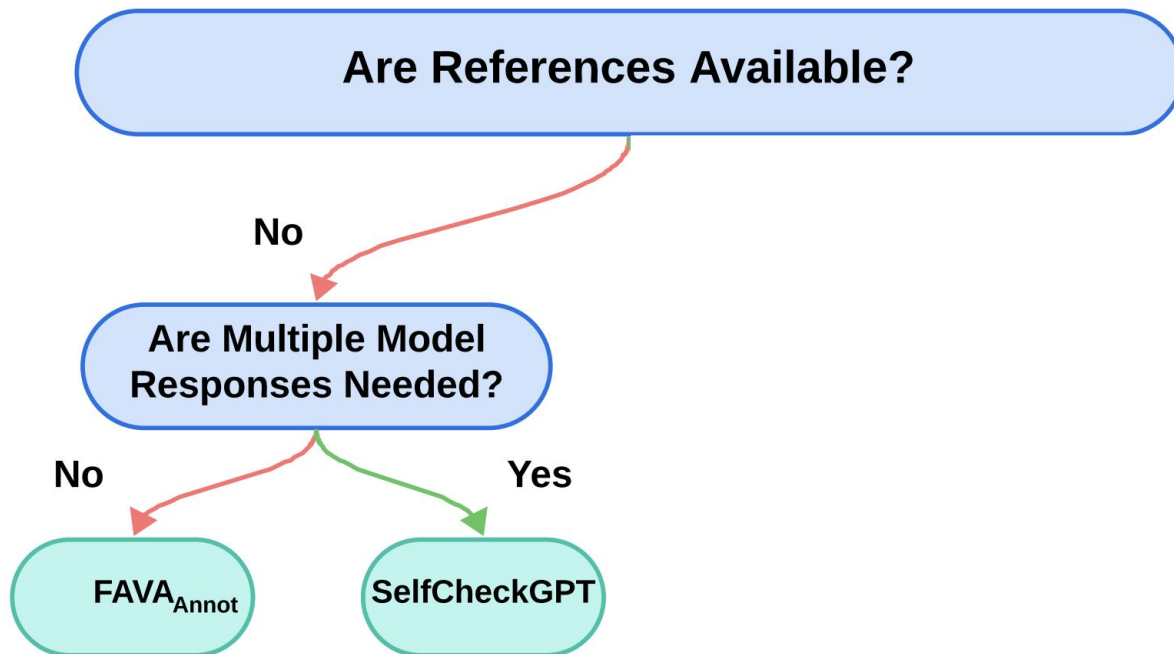 Are References Available?
No
Are Multiple Model
Responses Needed?
No
Yes
FAVAAnnot
SelfCheckGPT